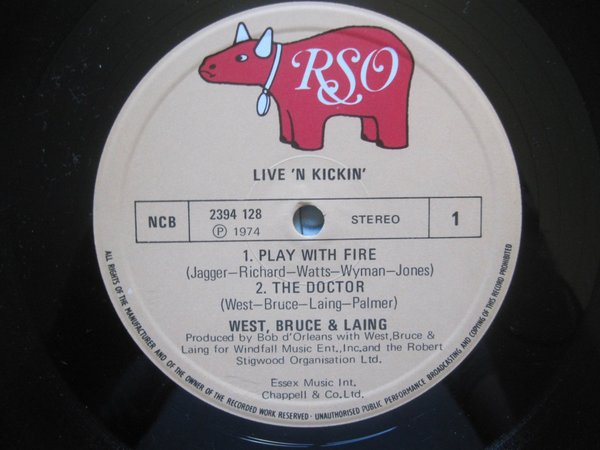 RSO
LIVE 'N KICKIN'
NCB
2394 128
Ⓟ 1974
STEREO
1
1. PLAY WITH FIRE
(Jagger–Richard–Watts–Wyman–Jones)
2. THE DOCTOR
(West–Bruce–Laing–Palmer)
WEST, BRUCE & LAING
Produced by Bob d'Orleans with West,Bruce &
Laing for Windfall Music Ent.,Inc.and the Robert
Stigwood Organisation Ltd.
Essex Music Int.
Chappell & Co.Ltd.
ALL RIGHTS OF THE MANUFACTURER AND OF THE OWNER OF THE RECORDED WORK RESERVED · UNAUTHORISED PUBLIC PERFORMANCE BROADCASTING AND COPYING OF THIS RECORD PROHIBITED